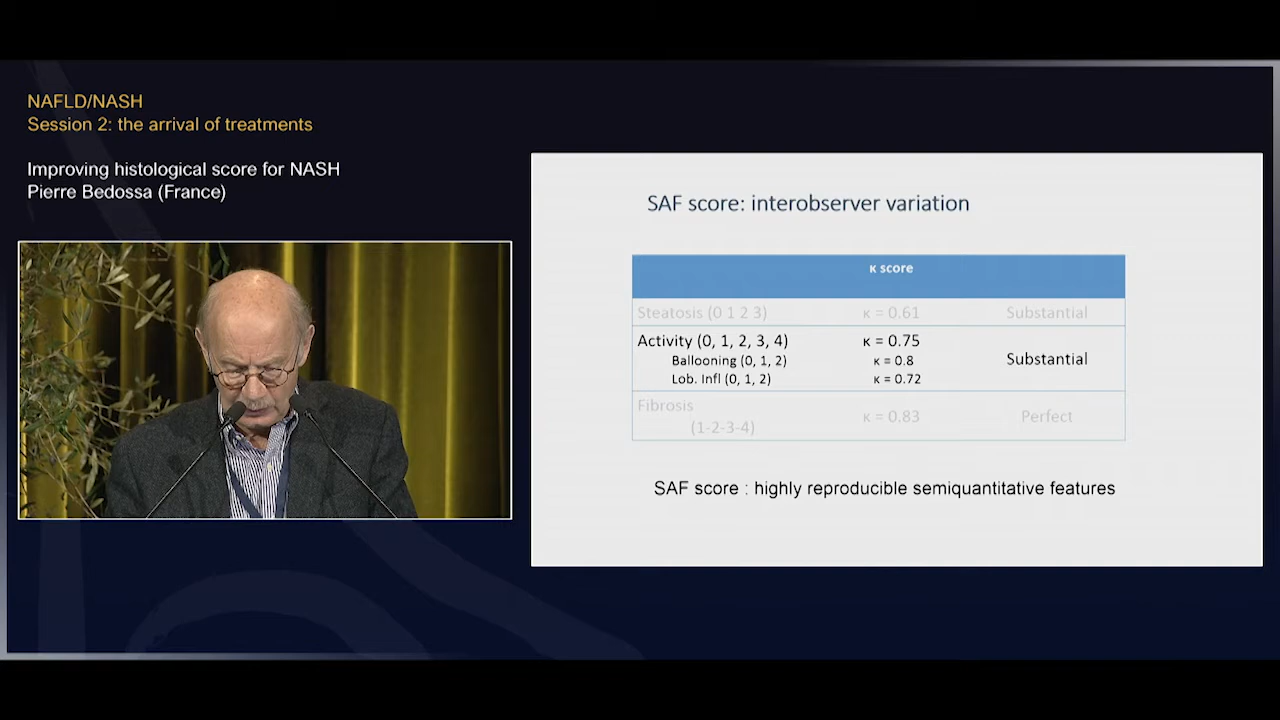 NAFLD/NASH
Session 2: the arrival of treatments
Improving histological score for NASH
Pierre Bedossa (France)
SAF score: interobserver variation
κ score
Steatosis (0 1 2 3) κ = 0.61 Substantial
Activity (0, 1, 2, 3, 4) κ = 0.75
Ballooning (0, 1, 2) κ = 0.8 Substantial
Lob. Infl (0, 1, 2) κ = 0.72
Fibrosis
(1-2-3-4) κ = 0.83 Perfect
SAF score : highly reproducible semiquantitative features